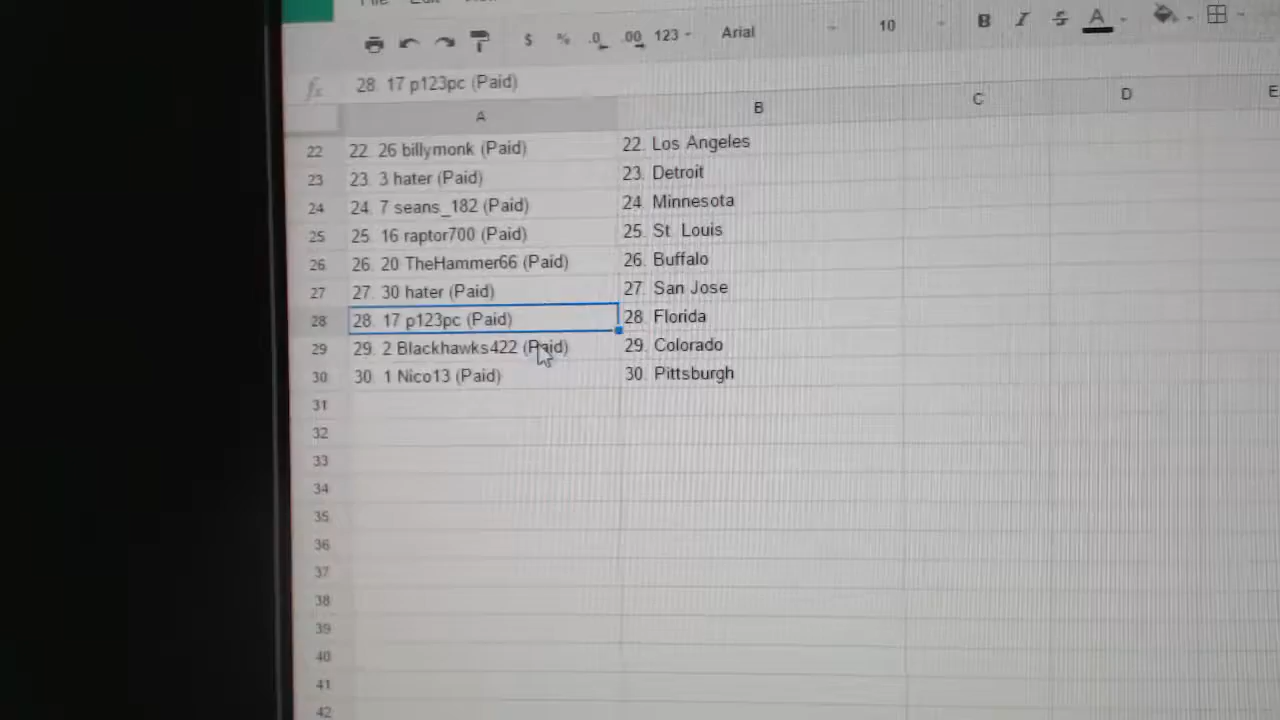 $ % .0 .00 123 Arial 10 B I S A
fx 28. 17 p123pc (Paid)
A B C D E
22 22. 26 billymonk (Paid) 22. Los Angeles
23 23. 3 hater (Paid) 23. Detroit
24 24. 7 seans_182 (Paid) 24. Minnesota
25 25. 16 raptor700 (Paid) 25. St. Louis
26 26. 20 TheHammer66 (Paid) 26. Buffalo
27 27. 30 hater (Paid) 27. San Jose
28 28. 17 p123pc (Paid) 28. Florida
29 29. 2 Blackhawks422 (Paid) 29. Colorado
30 30. 1 Nico13 (Paid) 30. Pittsburgh
31
32
33
34
35
36
37
38
39
40
41
42